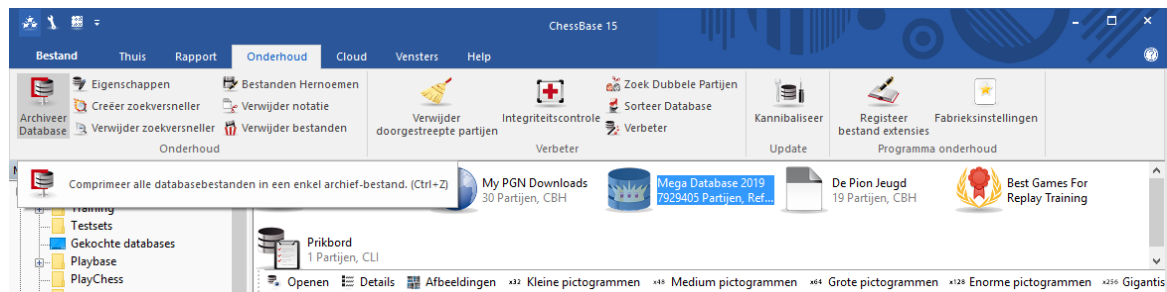 ChessBase 15
Bestand Thuis Rapport Onderhoud Cloud Vensters Help
Archiveer Database
Eigenschappen
Creëer zoekversneller
Verwijder zoekversneller
Bestanden Hernoemen
Verwijder notatie
Verwijder bestanden
Onderhoud
Verwijder
doorgestreepte partijen
Integriteitscontrole
Zoek Dubbele Partijen
Sorteer Database
Verbeter
Verbeter
Kannibaliseer
Update
Registeer
bestand extensies
Fabrieksinstellingen
Programma onderhoud
Comprimeer alle databasebestanden in een enkel archief-bestand. (Ctrl+Z)
Training
Testsets
Gekochte databases
Playbase
PlayChess
My PGN Downloads
30 Partijen, CBH
Mega Database 2019
7929405 Partijen, Ref...
De Pion Jeugd
19 Partijen, CBH
Best Games For
Replay Training
Prikbord
1 Partijen, CLI
Openen Details Afbeeldingen x32 Kleine pictogrammen x48 Medium pictogrammen x64 Grote pictogrammen x128 Enorme pictogrammen x256 Gigantis